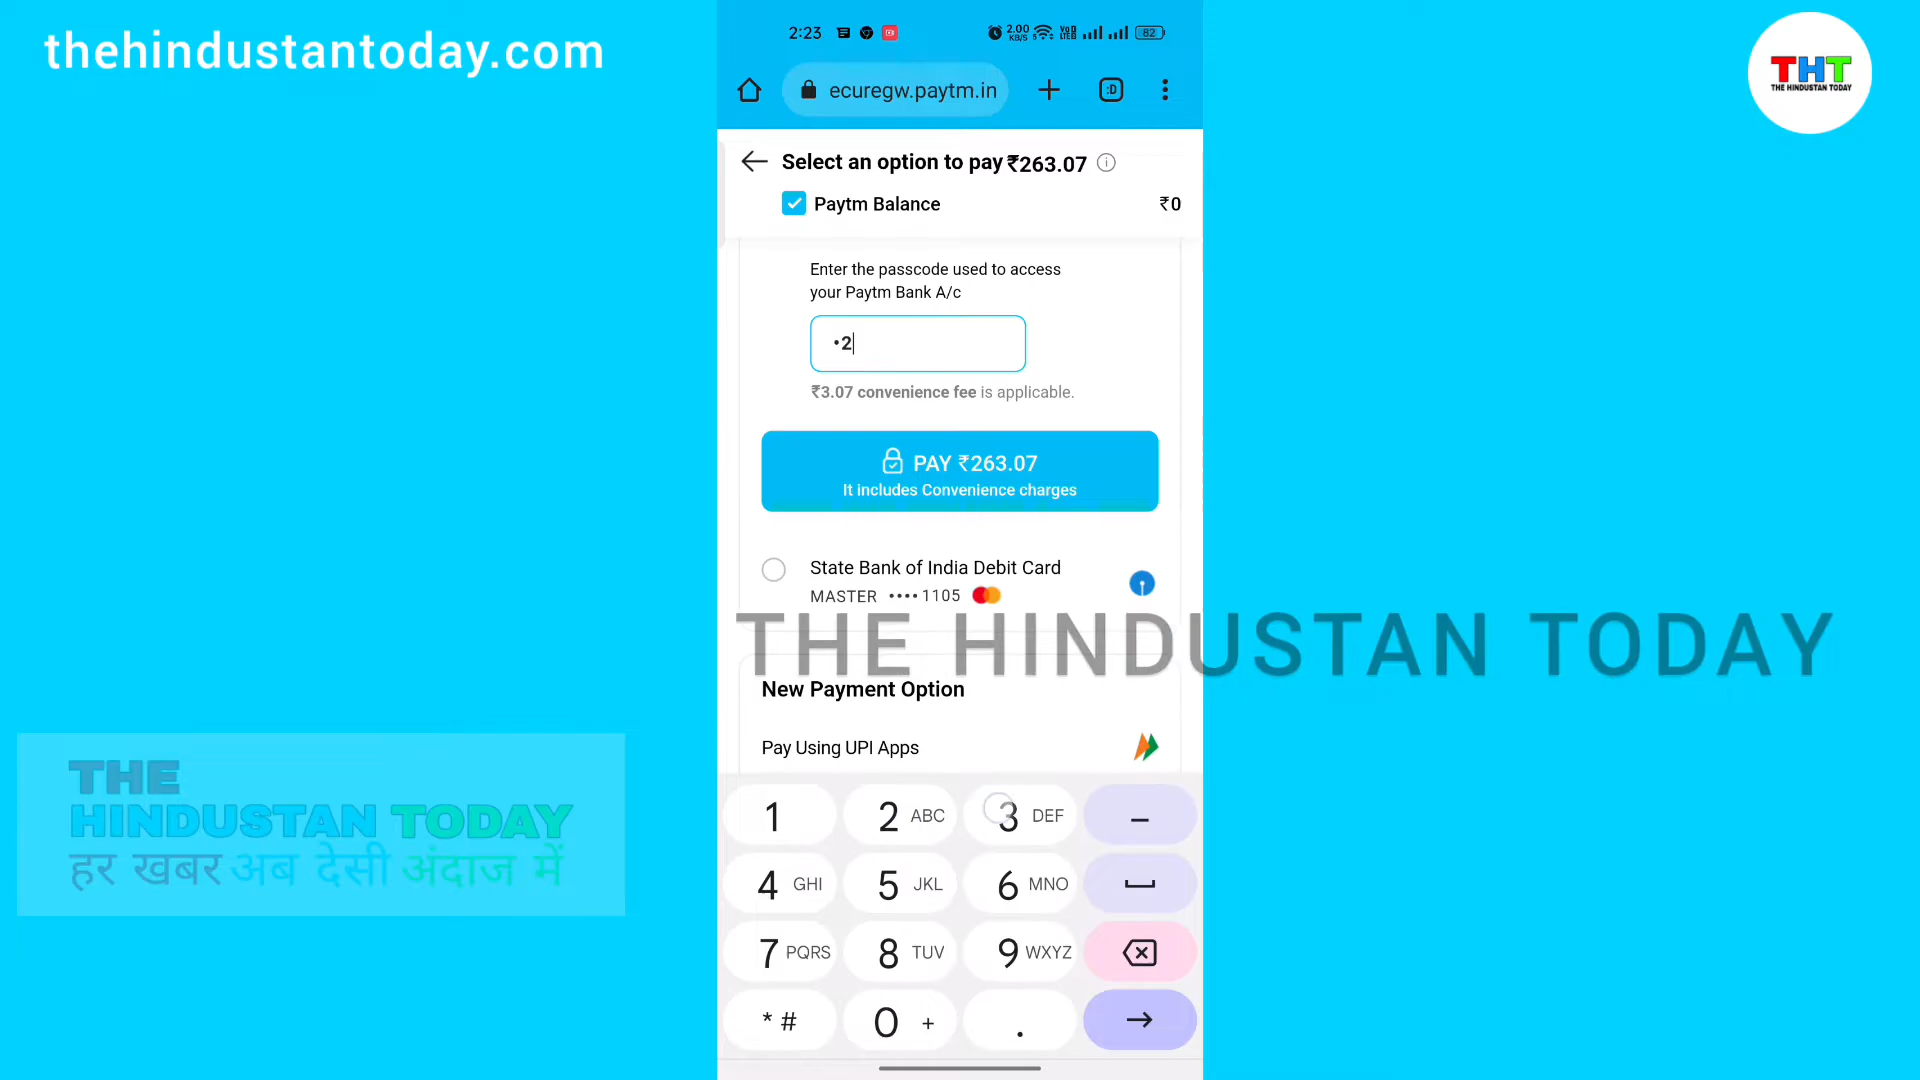 thehindustantoday.com
THT
THE HINDUSTAN TODAY
2:23
2.00
KB/S
82
ecuregw.paytm.in
:D
Select an option to pay ₹263.07
Paytm Balance
₹0
Enter the passcode used to access
your Paytm Bank A/c
•2
₹3.07 convenience fee is applicable.
PAY ₹263.07
It includes Convenience charges
State Bank of India Debit Card
MASTER •••• 1105
THE HINDUSTAN TODAY
New Payment Option
Pay Using UPI Apps
THE
HINDUSTAN TODAY
हर खबर अब देसी अंदाज में
1
2 ABC
3 DEF
–
4 GHI
5 JKL
6 MNO
7 PQRS
8 TUV
9 WXYZ
* #
0 +
.